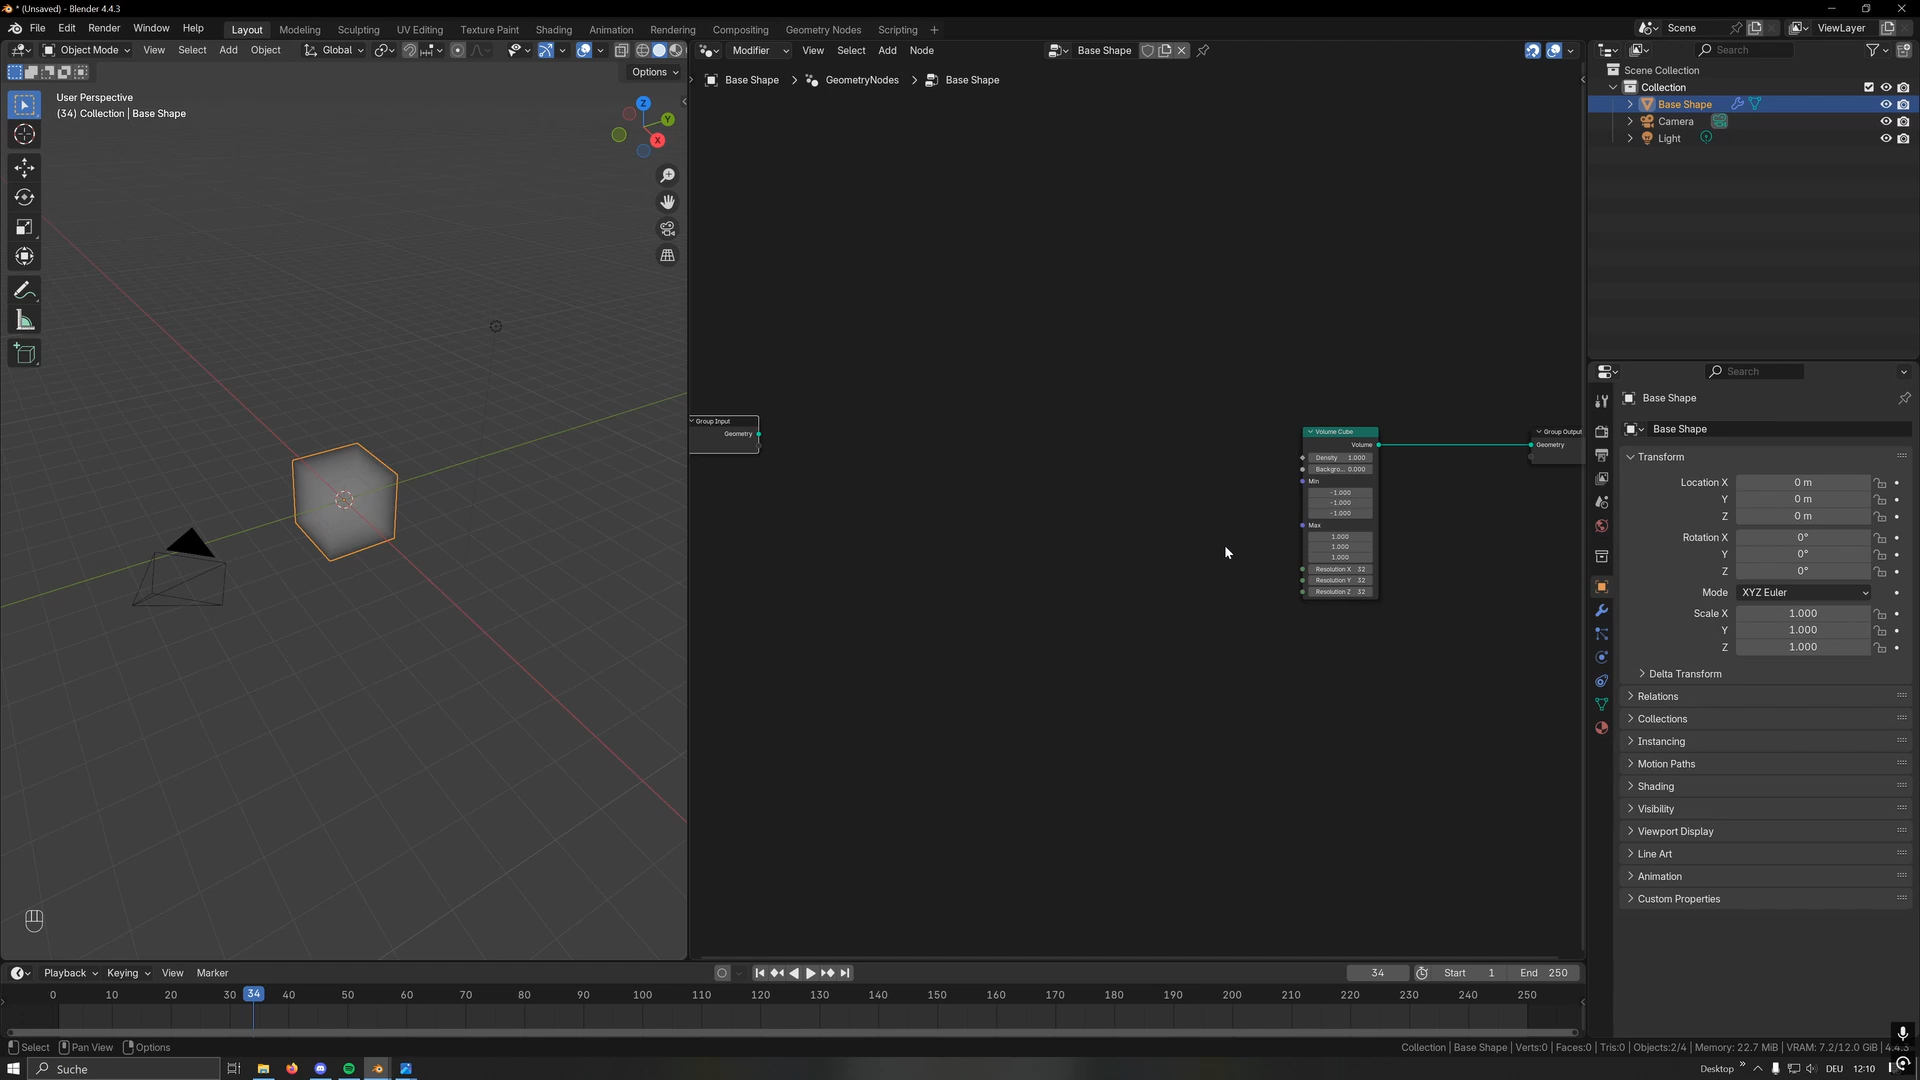 * (Unsaved) - Blender 4.4.3
File Edit Render Window Help
Layout Modeling Sculpting UV Editing Texture Paint Shading Animation Rendering Compositing Geometry Nodes Scripting +
Scene
ViewLayer
Object Mode View Select Add Object
Global
Options
User Perspective
(34) Collection | Base Shape
Z
Y
X
Modifier View Select Add Node
Base Shape
Base Shape > GeometryNodes > Base Shape
Group Input
Geometry
Volume Cube
Volume
Density 1.000
Backgro... 0.000
Min
-1.000
-1.000
-1.000
Max
1.000
1.000
1.000
Resolution X 32
Resolution Y 32
Resolution Z 32
Group Output
Geometry
Search
Scene Collection
Collection
Base Shape
Camera
Light
Search
Base Shape
Base Shape
Transform
Location X 0 m
Y 0 m
Z 0 m
Rotation X 0°
Y 0°
Z 0°
Mode XYZ Euler
Scale X 1.000
Y 1.000
Z 1.000
Delta Transform
Relations
Collections
Instancing
Motion Paths
Shading
Visibility
Viewport Display
Line Art
Animation
Custom Properties
Playback Keying View Marker
34
Start 1
End 250
0 10 20 30 34 40 50 60 70 80 90 100 110 120 130 140 150 160 170 180 190 200 210 220 230 240 250
Select Pan View Options
Collection | Base Shape | Verts:0 | Faces:0 | Tris:0 | Objects:2/4 | Memory: 22.7 MiB | VRAM: 7.2/12.0 GiB |
Suche
Desktop » DEU 12:10